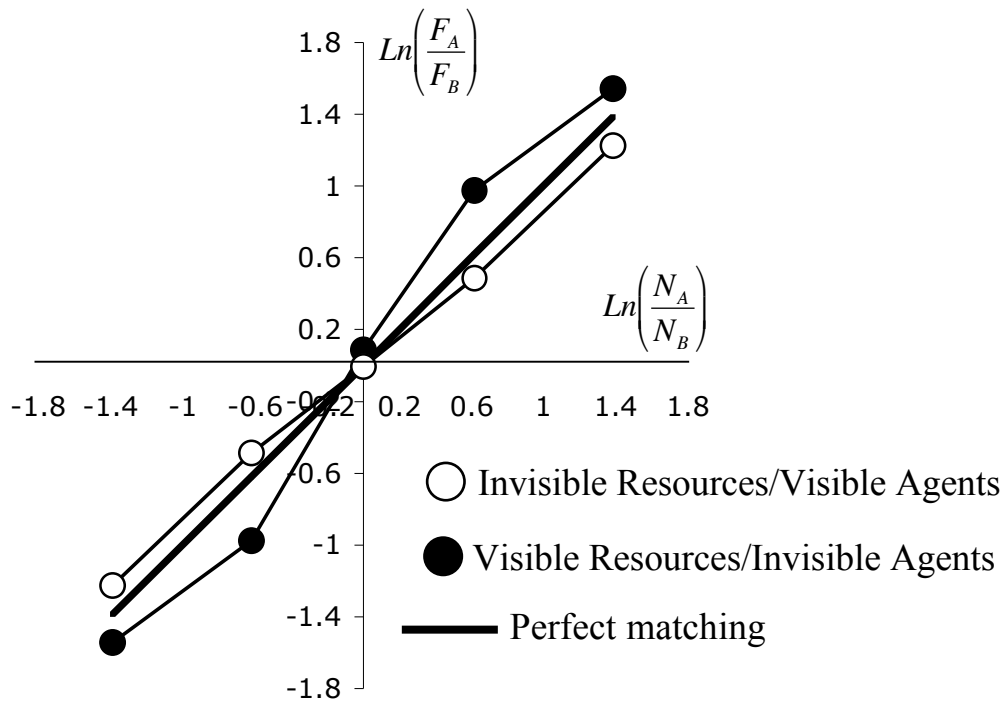 1.8
Ln(F_A/F_B)
1.4
1
0.6
Ln(N_A/N_B)
0.2
-1.8 -1.4 -1 -0.6 -0.2 0.2 0.6 1 1.4 1.8
-0.6
Invisible Resources/Visible Agents
-1
Visible Resources/Invisible Agents
-1.4
Perfect matching
-1.8